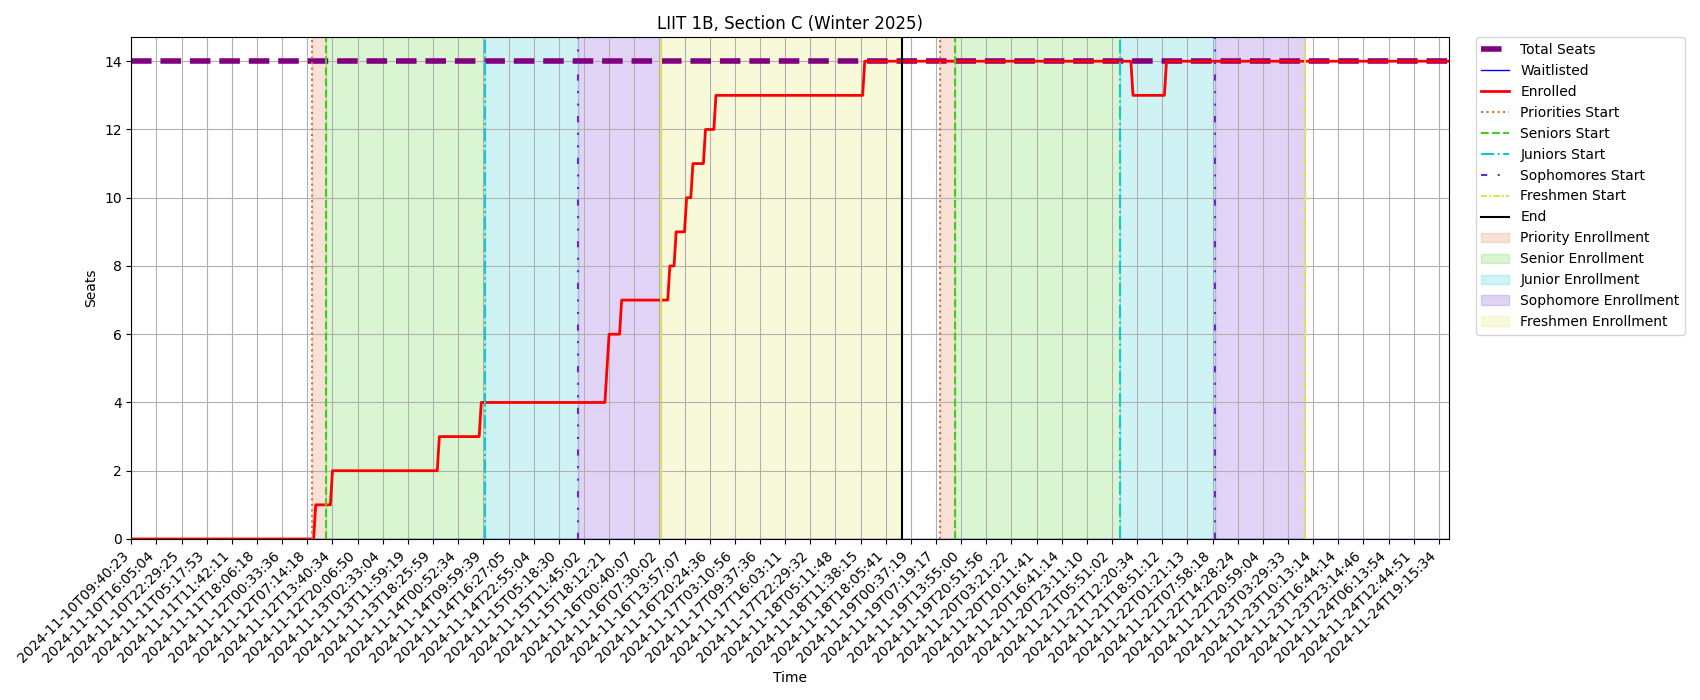 LIIT 1B, Section C (Winter 2025)
14
12
10
8
6
4
2
0
Seats
2024-11-10T09:40:23
2024-11-10T16:05:04
2024-11-10T22:29:25
2024-11-11T05:17:53
2024-11-11T11:42:11
2024-11-11T18:06:18
2024-11-12T00:33:36
2024-11-12T07:14:18
2024-11-12T13:40:34
2024-11-12T20:06:50
2024-11-13T02:33:04
2024-11-13T11:59:19
2024-11-13T18:25:59
2024-11-14T00:52:34
2024-11-14T09:59:39
2024-11-14T16:27:05
2024-11-14T22:55:04
2024-11-15T05:18:30
2024-11-15T11:45:02
2024-11-15T18:12:21
2024-11-16T00:40:07
2024-11-16T07:30:02
2024-11-16T13:57:07
2024-11-16T20:24:36
2024-11-17T03:10:56
2024-11-17T09:37:36
2024-11-17T16:03:11
2024-11-17T22:29:32
2024-11-18T05:11:48
2024-11-18T11:38:15
2024-11-18T18:05:41
2024-11-19T00:37:19
2024-11-19T07:19:17
2024-11-19T13:55:00
2024-11-19T20:51:56
2024-11-20T03:21:22
2024-11-20T10:11:41
2024-11-20T16:41:14
2024-11-20T23:11:10
2024-11-21T05:51:02
2024-11-21T12:20:34
2024-11-21T18:51:12
2024-11-22T01:21:13
2024-11-22T07:58:18
2024-11-22T14:28:24
2024-11-22T20:59:04
2024-11-23T03:29:33
2024-11-23T10:13:14
2024-11-23T16:44:14
2024-11-23T23:14:46
2024-11-24T06:13:54
2024-11-24T12:44:51
2024-11-24T19:15:34
Time
Total Seats
Waitlisted
Enrolled
Priorities Start
Seniors Start
Juniors Start
Sophomores Start
Freshmen Start
End
Priority Enrollment
Senior Enrollment
Junior Enrollment
Sophomore Enrollment
Freshmen Enrollment